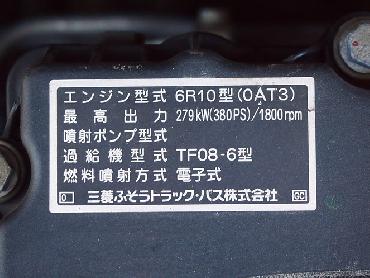 エンジン型式 6R10型(0AT3)
最高出力 279kW(380PS)/1800rpm
噴射ポンプ型式
過給機型式 TF08-6型
燃料噴射方式 電子式
0 三菱ふそうトラック・バス株式会社 GC